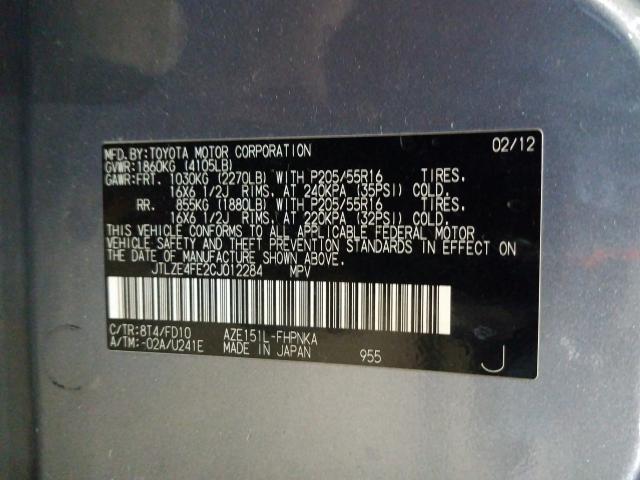 MFD.BY:TOYOTA MOTOR CORPORATION 02/12
GVWR:1860KG (4105LB)
GAWR:FRT. 1030KG (2270LB) WITH P205/55R16 TIRES.
16X6 1/2J RIMS. AT 240KPA (35PSI) COLD.
RR. 855KG (1880LB) WITH P205/55R16 TIRES.
16X6 1/2J RIMS. AT 220KPA (32PSI) COLD.
THIS VEHICLE CONFORMS TO ALL APPLICABLE FEDERAL MOTOR
VEHICLE SAFETY AND THEFT PREVENTION STANDARDS IN EFFECT ON
THE DATE OF MANUFACTURE SHOWN ABOVE.
JTLZE4FE2CJ012284 MPV
C/TR:8T4/FD10 AZE151L-FHPNKA
A/TM:-02A/U241E MADE IN JAPAN 955 J